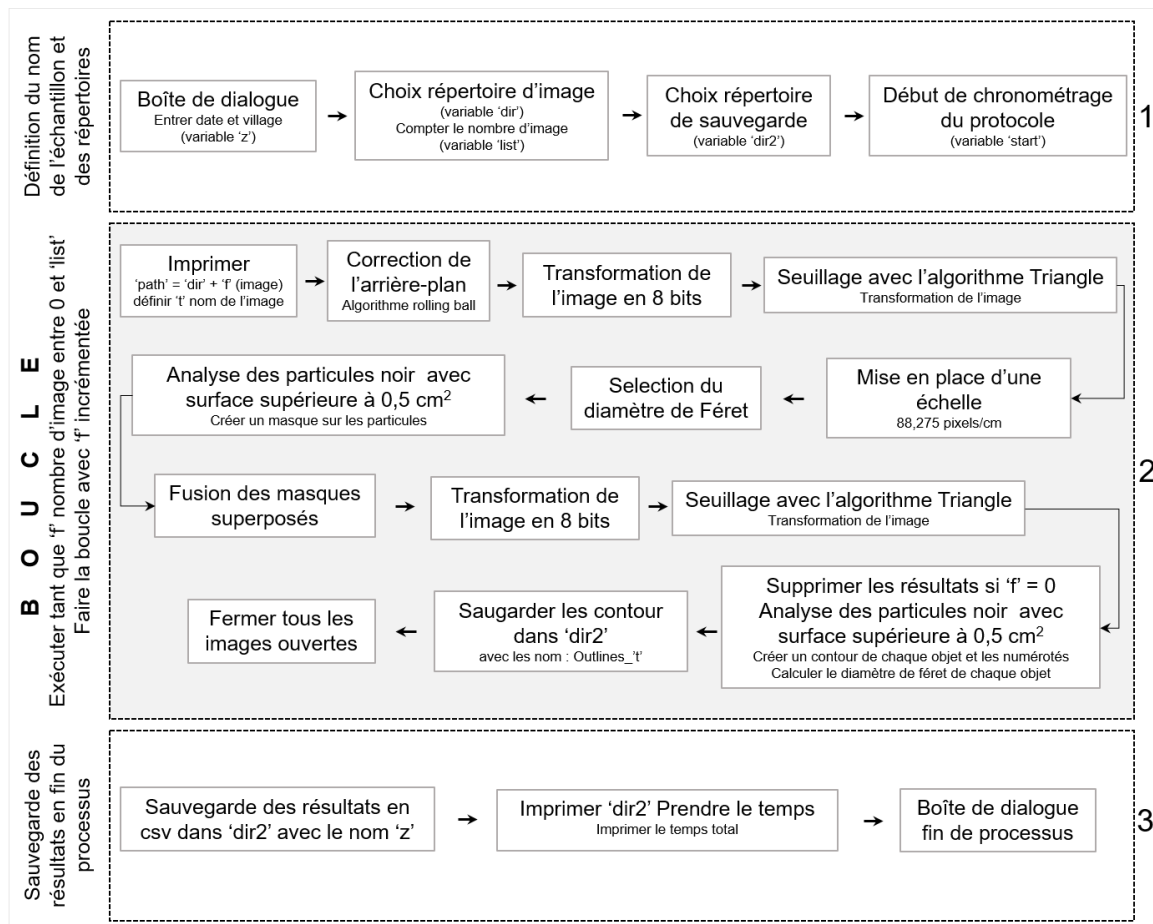 Définition du nom
de l'échantillon et
des répertoires
Boîte de dialogue
Entrer date et village
(variable 'z')
Choix répertoire d'image
(variable 'dir')
Compter le nombre d'image
(variable 'list')
Choix répertoire
de sauvegarde
(variable 'dir2')
Début de chronométrage
du protocole
(variable 'start')
1
B O U C L E
Exécuter tant que 'f' nombre d'image entre 0 et 'list'
Faire la boucle avec 'f' incrémentée
Imprimer
'path' = 'dir' + 'f' (image)
définir 't' nom de l'image
Correction de
l'arrière-plan
Algorithme rolling ball
Transformation de
l'image en 8 bits
Seuillage avec l'algorithme Triangle
Transformation de l'image
Mise en place d'une
échelle
88,275 pixels/cm
Selection du
diamètre de Féret
Analyse des particules noir avec
surface supérieure à 0,5 cm²
Créer un masque sur les particules
Fusion des masques
superposés
Transformation de
l'image en 8 bits
Seuillage avec l'algorithme Triangle
Transformation de l'image
Supprimer les résultats si 'f' = 0
Analyse des particules noir avec
surface supérieure à 0,5 cm²
Créer un contour de chaque objet et les numérotés
Calculer le diamètre de féret de chaque objet
Saugarder les contour
dans 'dir2'
avec les nom : Outlines_'t'
Fermer tous les
images ouvertes
2
Sauvegarde des
résultats en fin du
processus
Sauvegarde des résultats en
csv dans 'dir2' avec le nom 'z'
Imprimer 'dir2' Prendre le temps
Imprimer le temps total
Boîte de dialogue
fin de processus
3